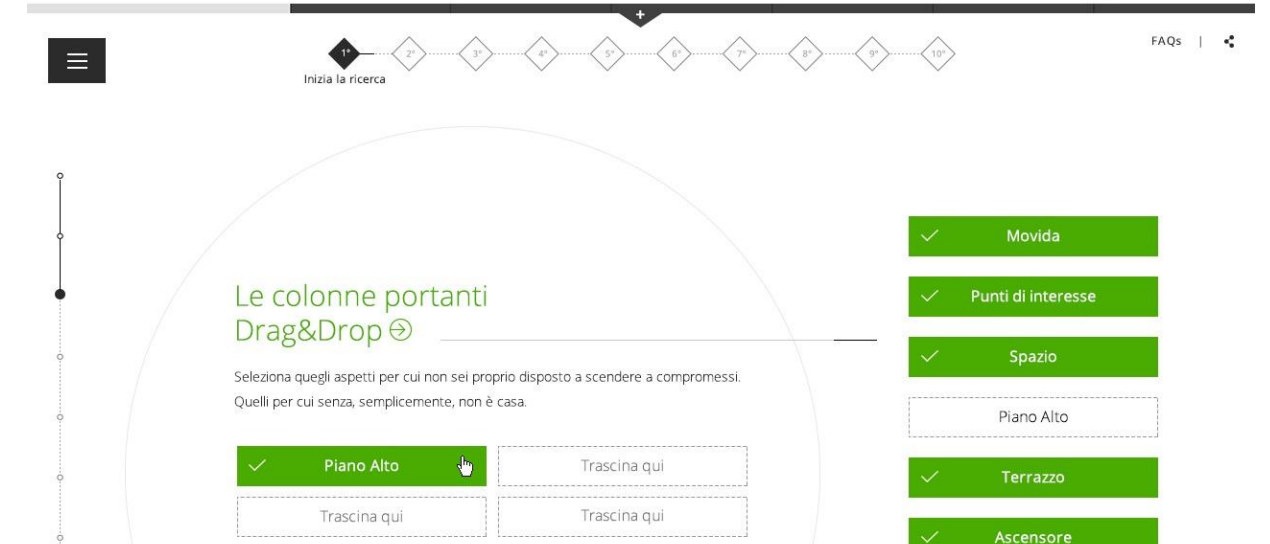 +
1° 2° 3° 4° 5° 6° 7° 8° 9° 10°
FAQs |
Inizia la ricerca
Le colonne portanti
Drag&Drop
Seleziona quegli aspetti per cui non sei proprio disposto a scendere a compromessi.
Quelli per cui senza, semplicemente, non è casa.
Piano Alto
Trascina qui
Trascina qui
Trascina qui
Movida
Punti di interesse
Spazio
Piano Alto
Terrazzo
Ascensore